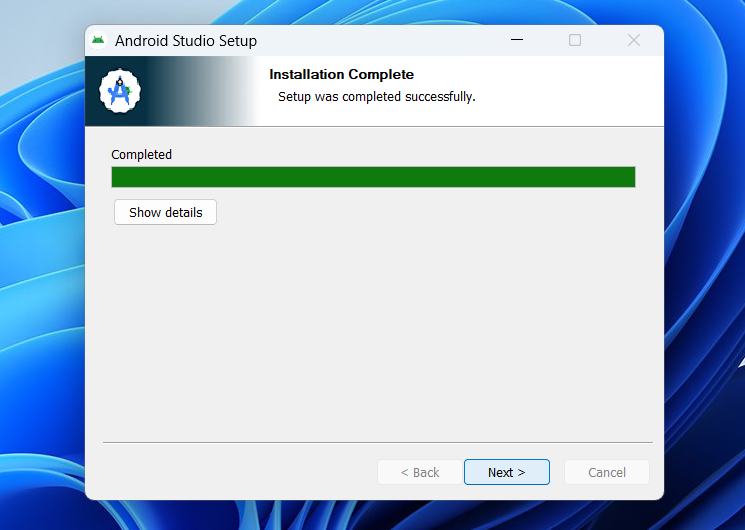 Android Studio Setup
Installation Complete
Setup was completed successfully.
Completed
Show details
< Back
Next >
Cancel